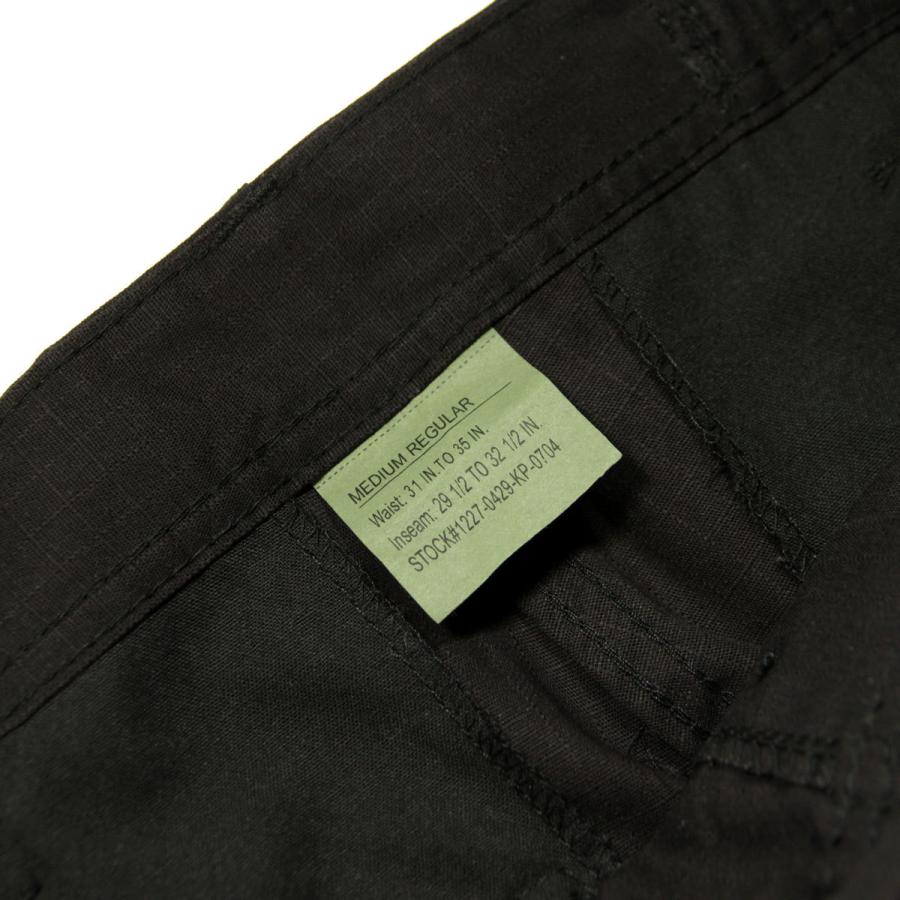 MEDIUM REGULAR
Waist: 31 IN.TO 35 IN.
Inseam: 29 1/2 TO 32 1/2 IN.
STOCK#1227-0429-KP-0704